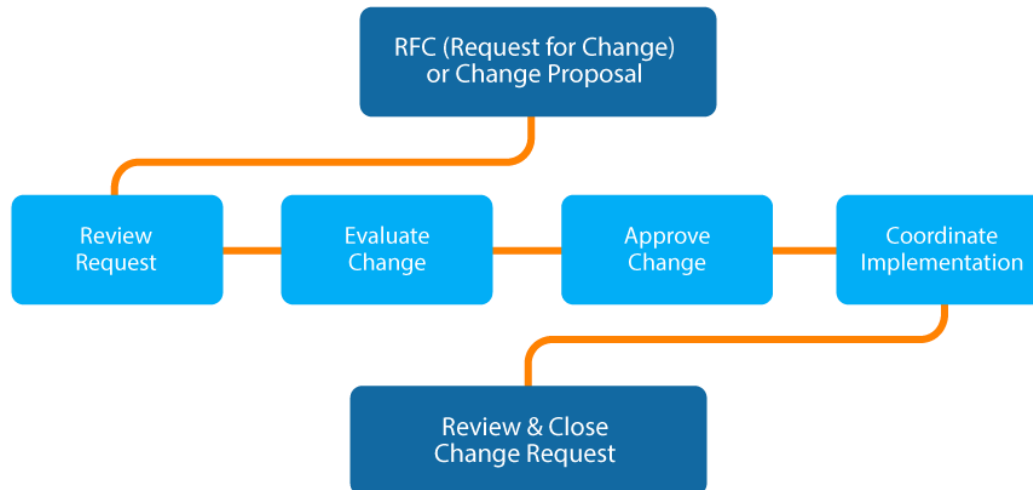 RFC (Request for Change)
or Change Proposal
Review
Request
Evaluate
Change
Approve
Change
Coordinate
Implementation
Review & Close
Change Request